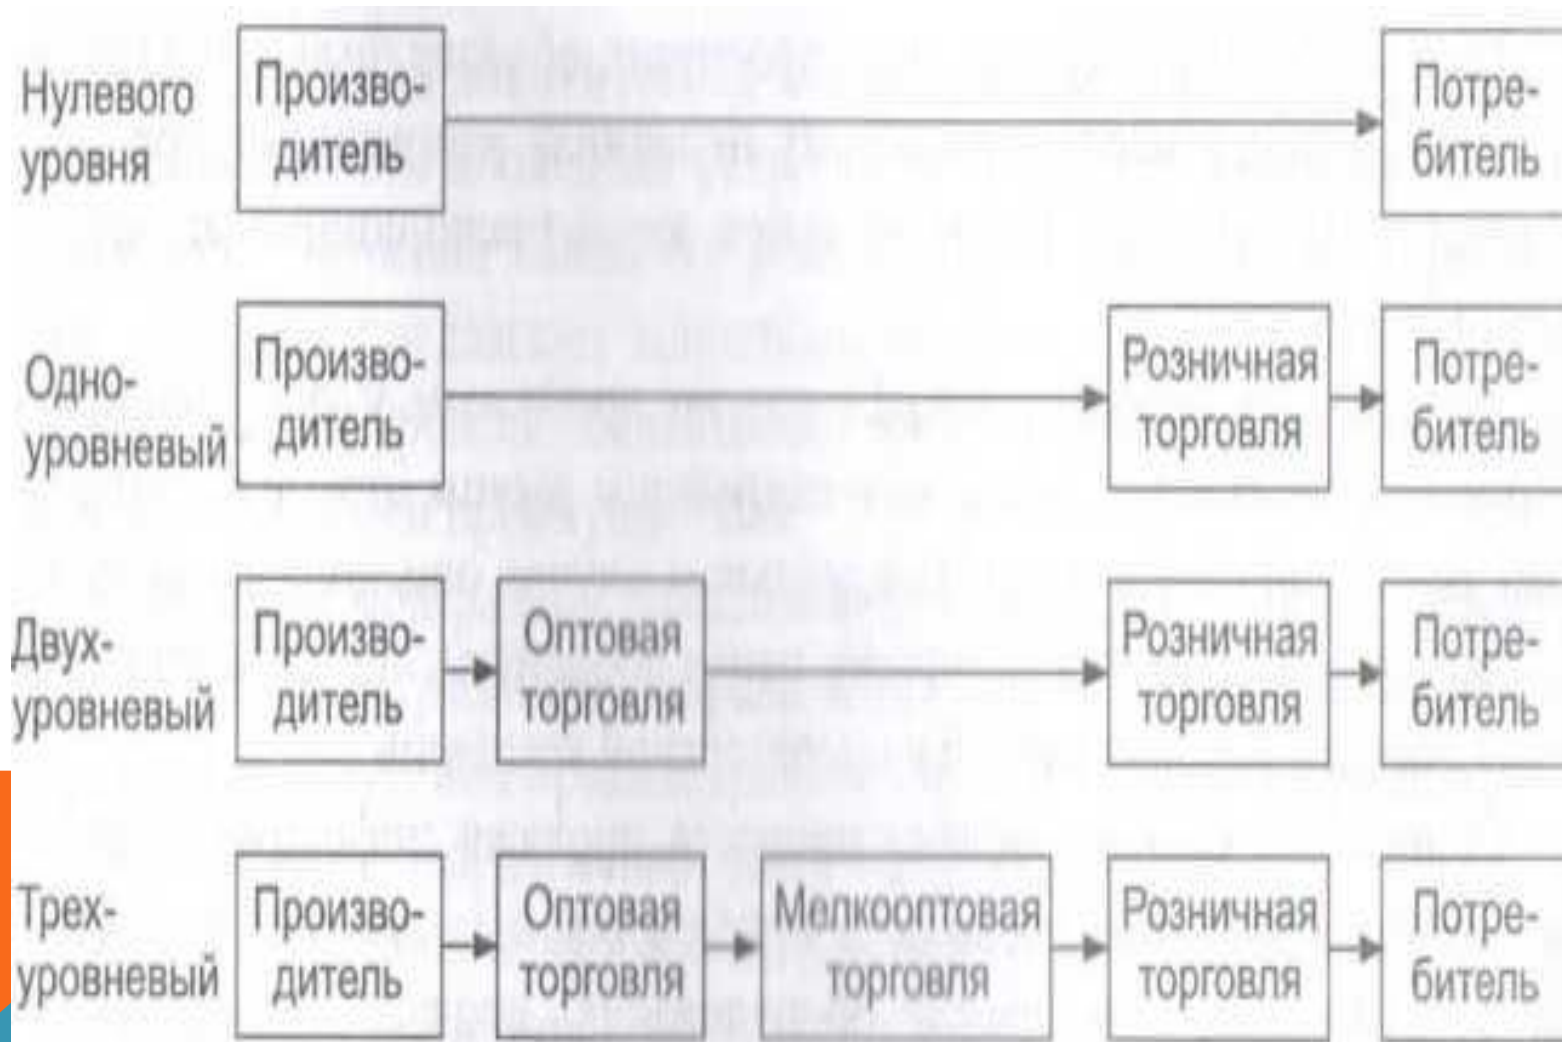 Нулевого
уровня
Произво-
дитель
Потре-
битель
Одно-
уровневый
Произво-
дитель
Розничная
торговля
Потре-
битель
Двух-
уровневый
Произво-
дитель
Оптовая
торговля
Розничная
торговля
Потре-
битель
Трех-
уровневый
Произво-
дитель
Оптовая
торговля
Мелкооптовая
торговля
Розничная
торговля
Потре-
битель